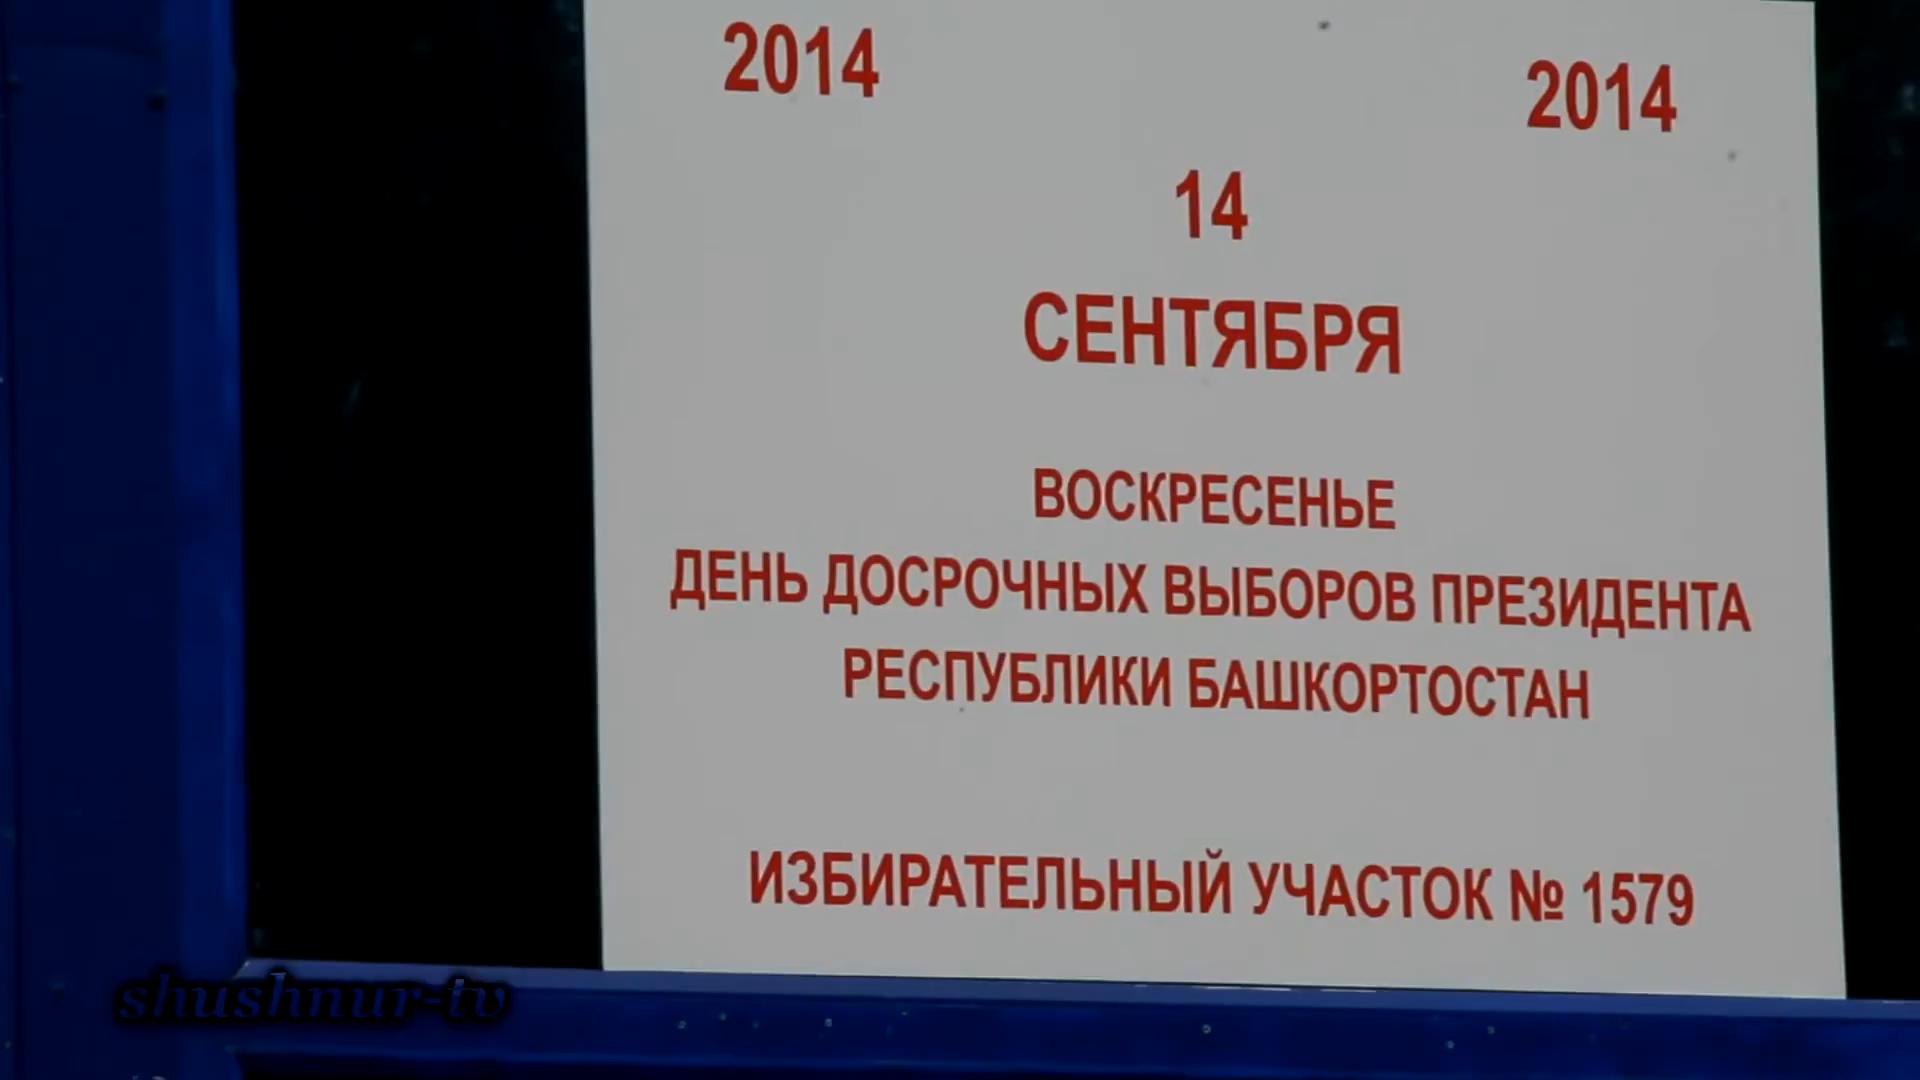 2014 2014
14
СЕНТЯБРЯ
ВОСКРЕСЕНЬЕ
ДЕНЬ ДОСРОЧНЫХ ВЫБОРОВ ПРЕЗИДЕНТА
РЕСПУБЛИКИ БАШКОРТОСТАН
ИЗБИРАТЕЛЬНЫЙ УЧАСТОК № 1579
shushnur-tv